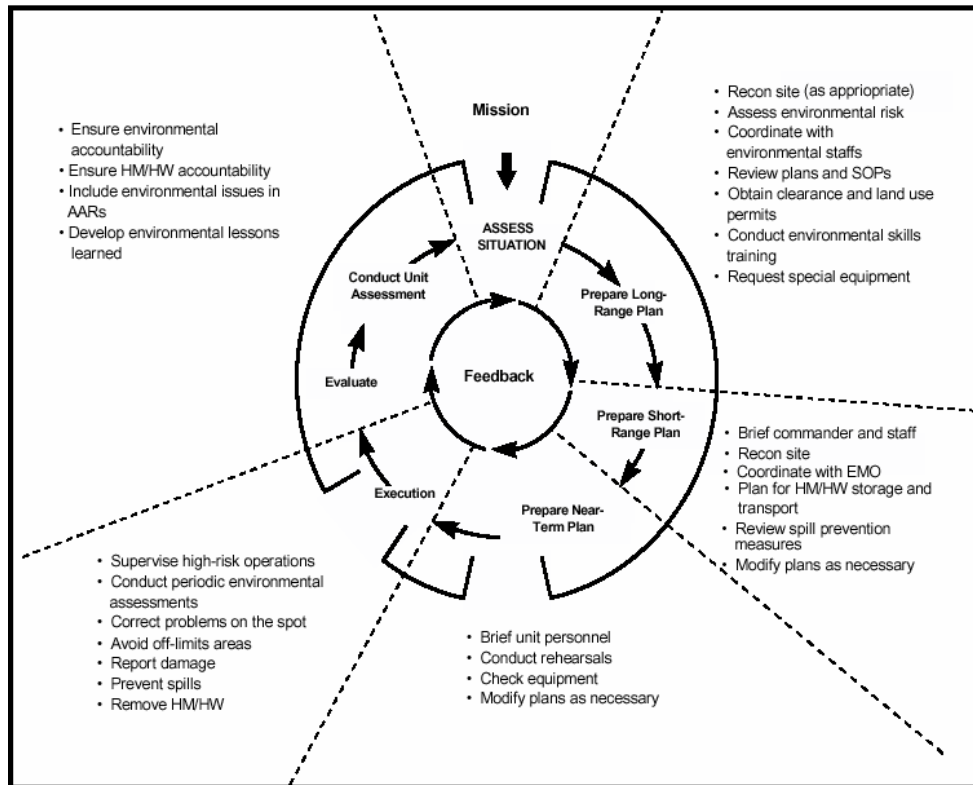 Mission
ASSESS
SITUATION
• Recon site (as appriopriate)
• Assess environmental risk
• Coordinate with
environmental staffs
• Review plans and SOPs
• Obtain clearance and land use
permits
• Conduct environmental skills
training
• Request special equipment
Prepare Long-
Range Plan
Prepare Short-
Range Plan
• Brief commander and staff
• Recon site
• Coordinate with EMO
• Plan for HM/HW storage and
transport
• Review spill prevention
measures
• Modify plans as necessary
Prepare Near-
Term Plan
• Brief unit personnel
• Conduct rehearsals
• Check equipment
• Modify plans as necessary
Execution
• Supervise high-risk operations
• Conduct periodic environmental
assessments
• Correct problems on the spot
• Avoid off-limits areas
• Report damage
• Prevent spills
• Remove HM/HW
Evaluate
Conduct Unit
Assessment
• Ensure environmental
accountability
• Ensure HM/HW accountability
• Include environmental issues in
AARs
• Develop environmental lessons
learned
Feedback